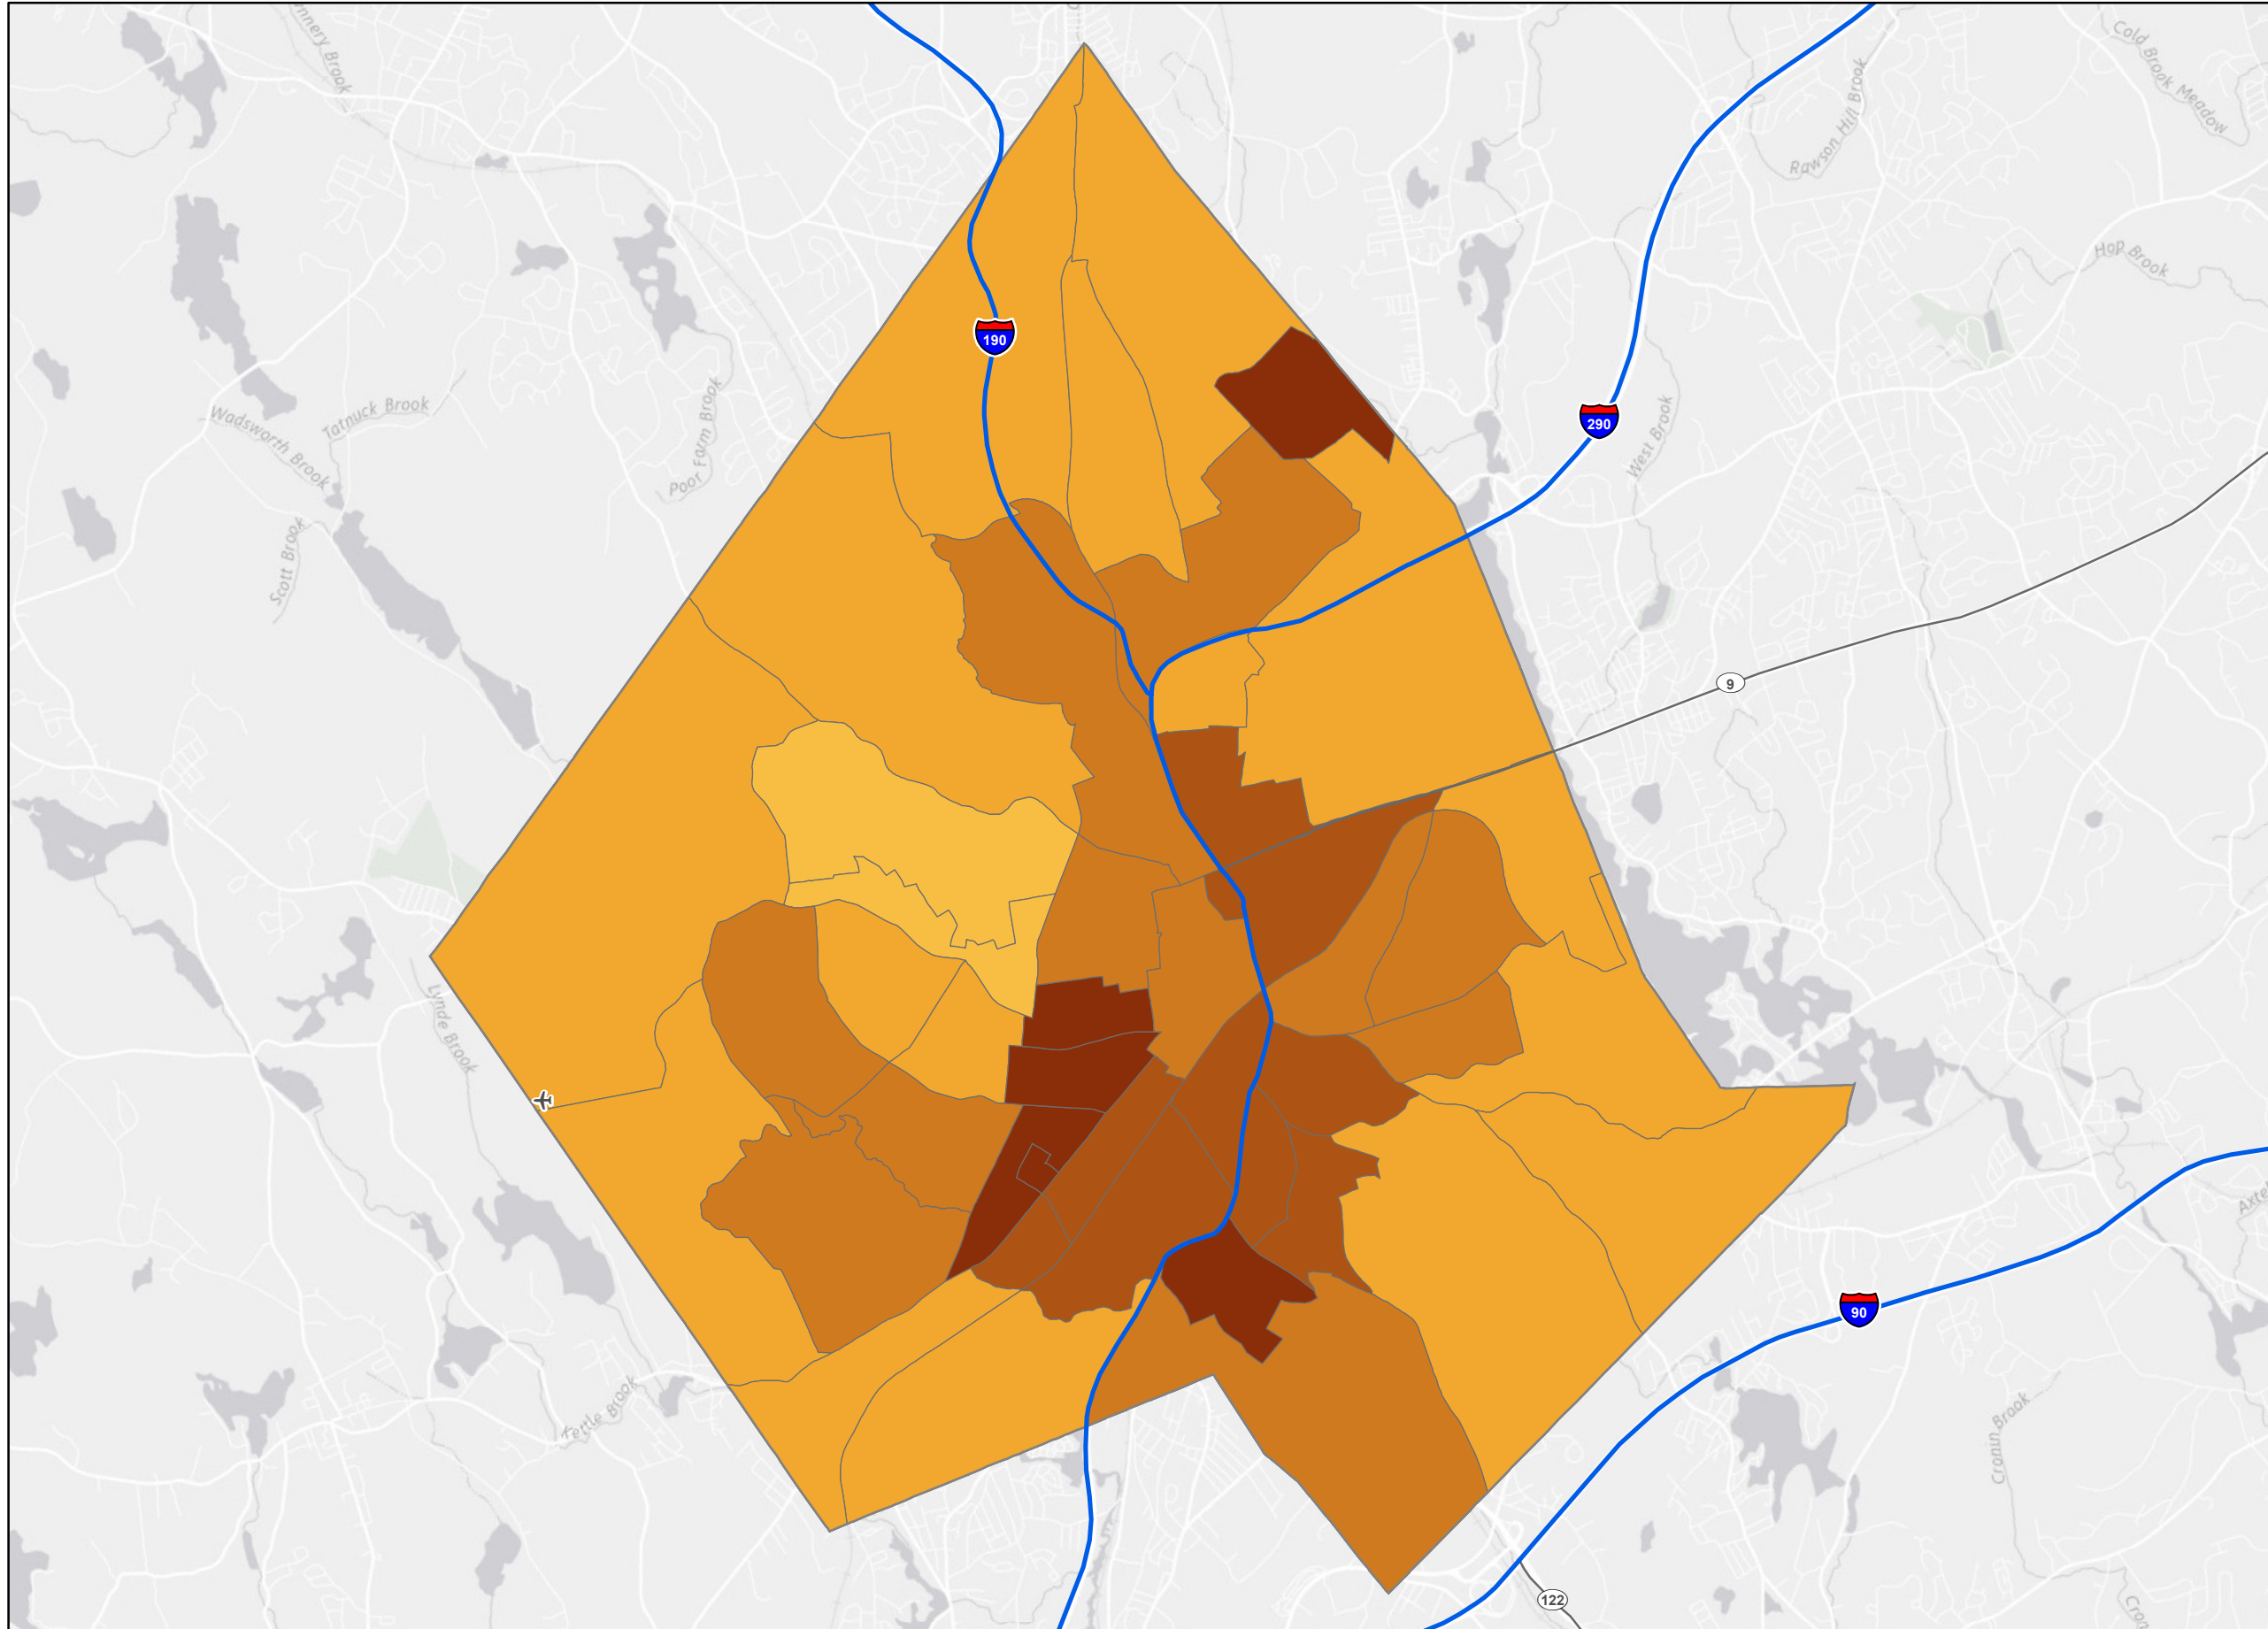 Cold Brook Meadow
Rawson Hill Brook
Hop Brook
190
Poor Farm Brook
Tatnuck Brook
Wadsworth Brook
290
West Brook
Scott Brook
9
Lynde Brook
90
Kettle Brook
Cronin Brook
122